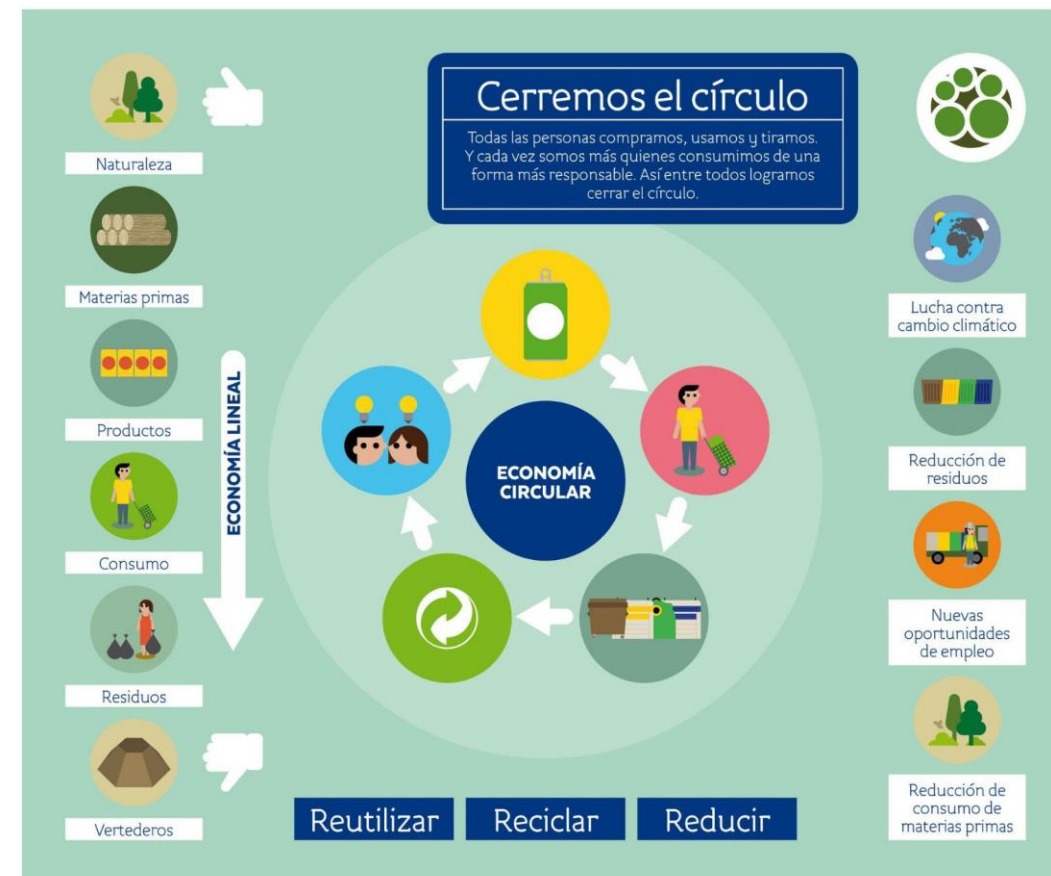 Cerremos el círculo
Todas las personas compramos, usamos y tiramos.
Y cada vez somos más quienes consumimos de una
forma más responsable. Así entre todos logramos
cerrar el círculo.
Naturaleza
Materias primas
Productos
Consumo
Residuos
Vertederos
ECONOMÍA LINEAL
ECONOMÍA
CIRCULAR
Lucha contra
cambio climático
Reducción de
residuos
Nuevas
oportunidades
de empleo
Reducción de
consumo de
materias primas
Reutilizar
Reciclar
Reducir